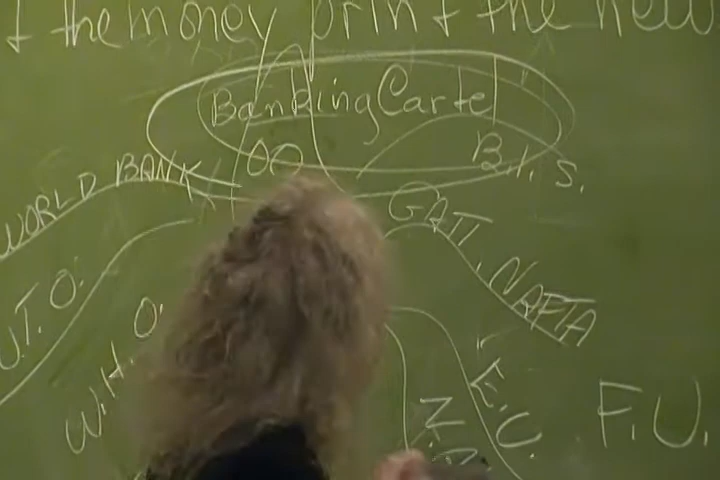 the money print the new
Banking Cartel
B.I.S.
WORLD BANK
GATT
NAFTA
U.T.O.
W.H.O.
E.C.
F.U.